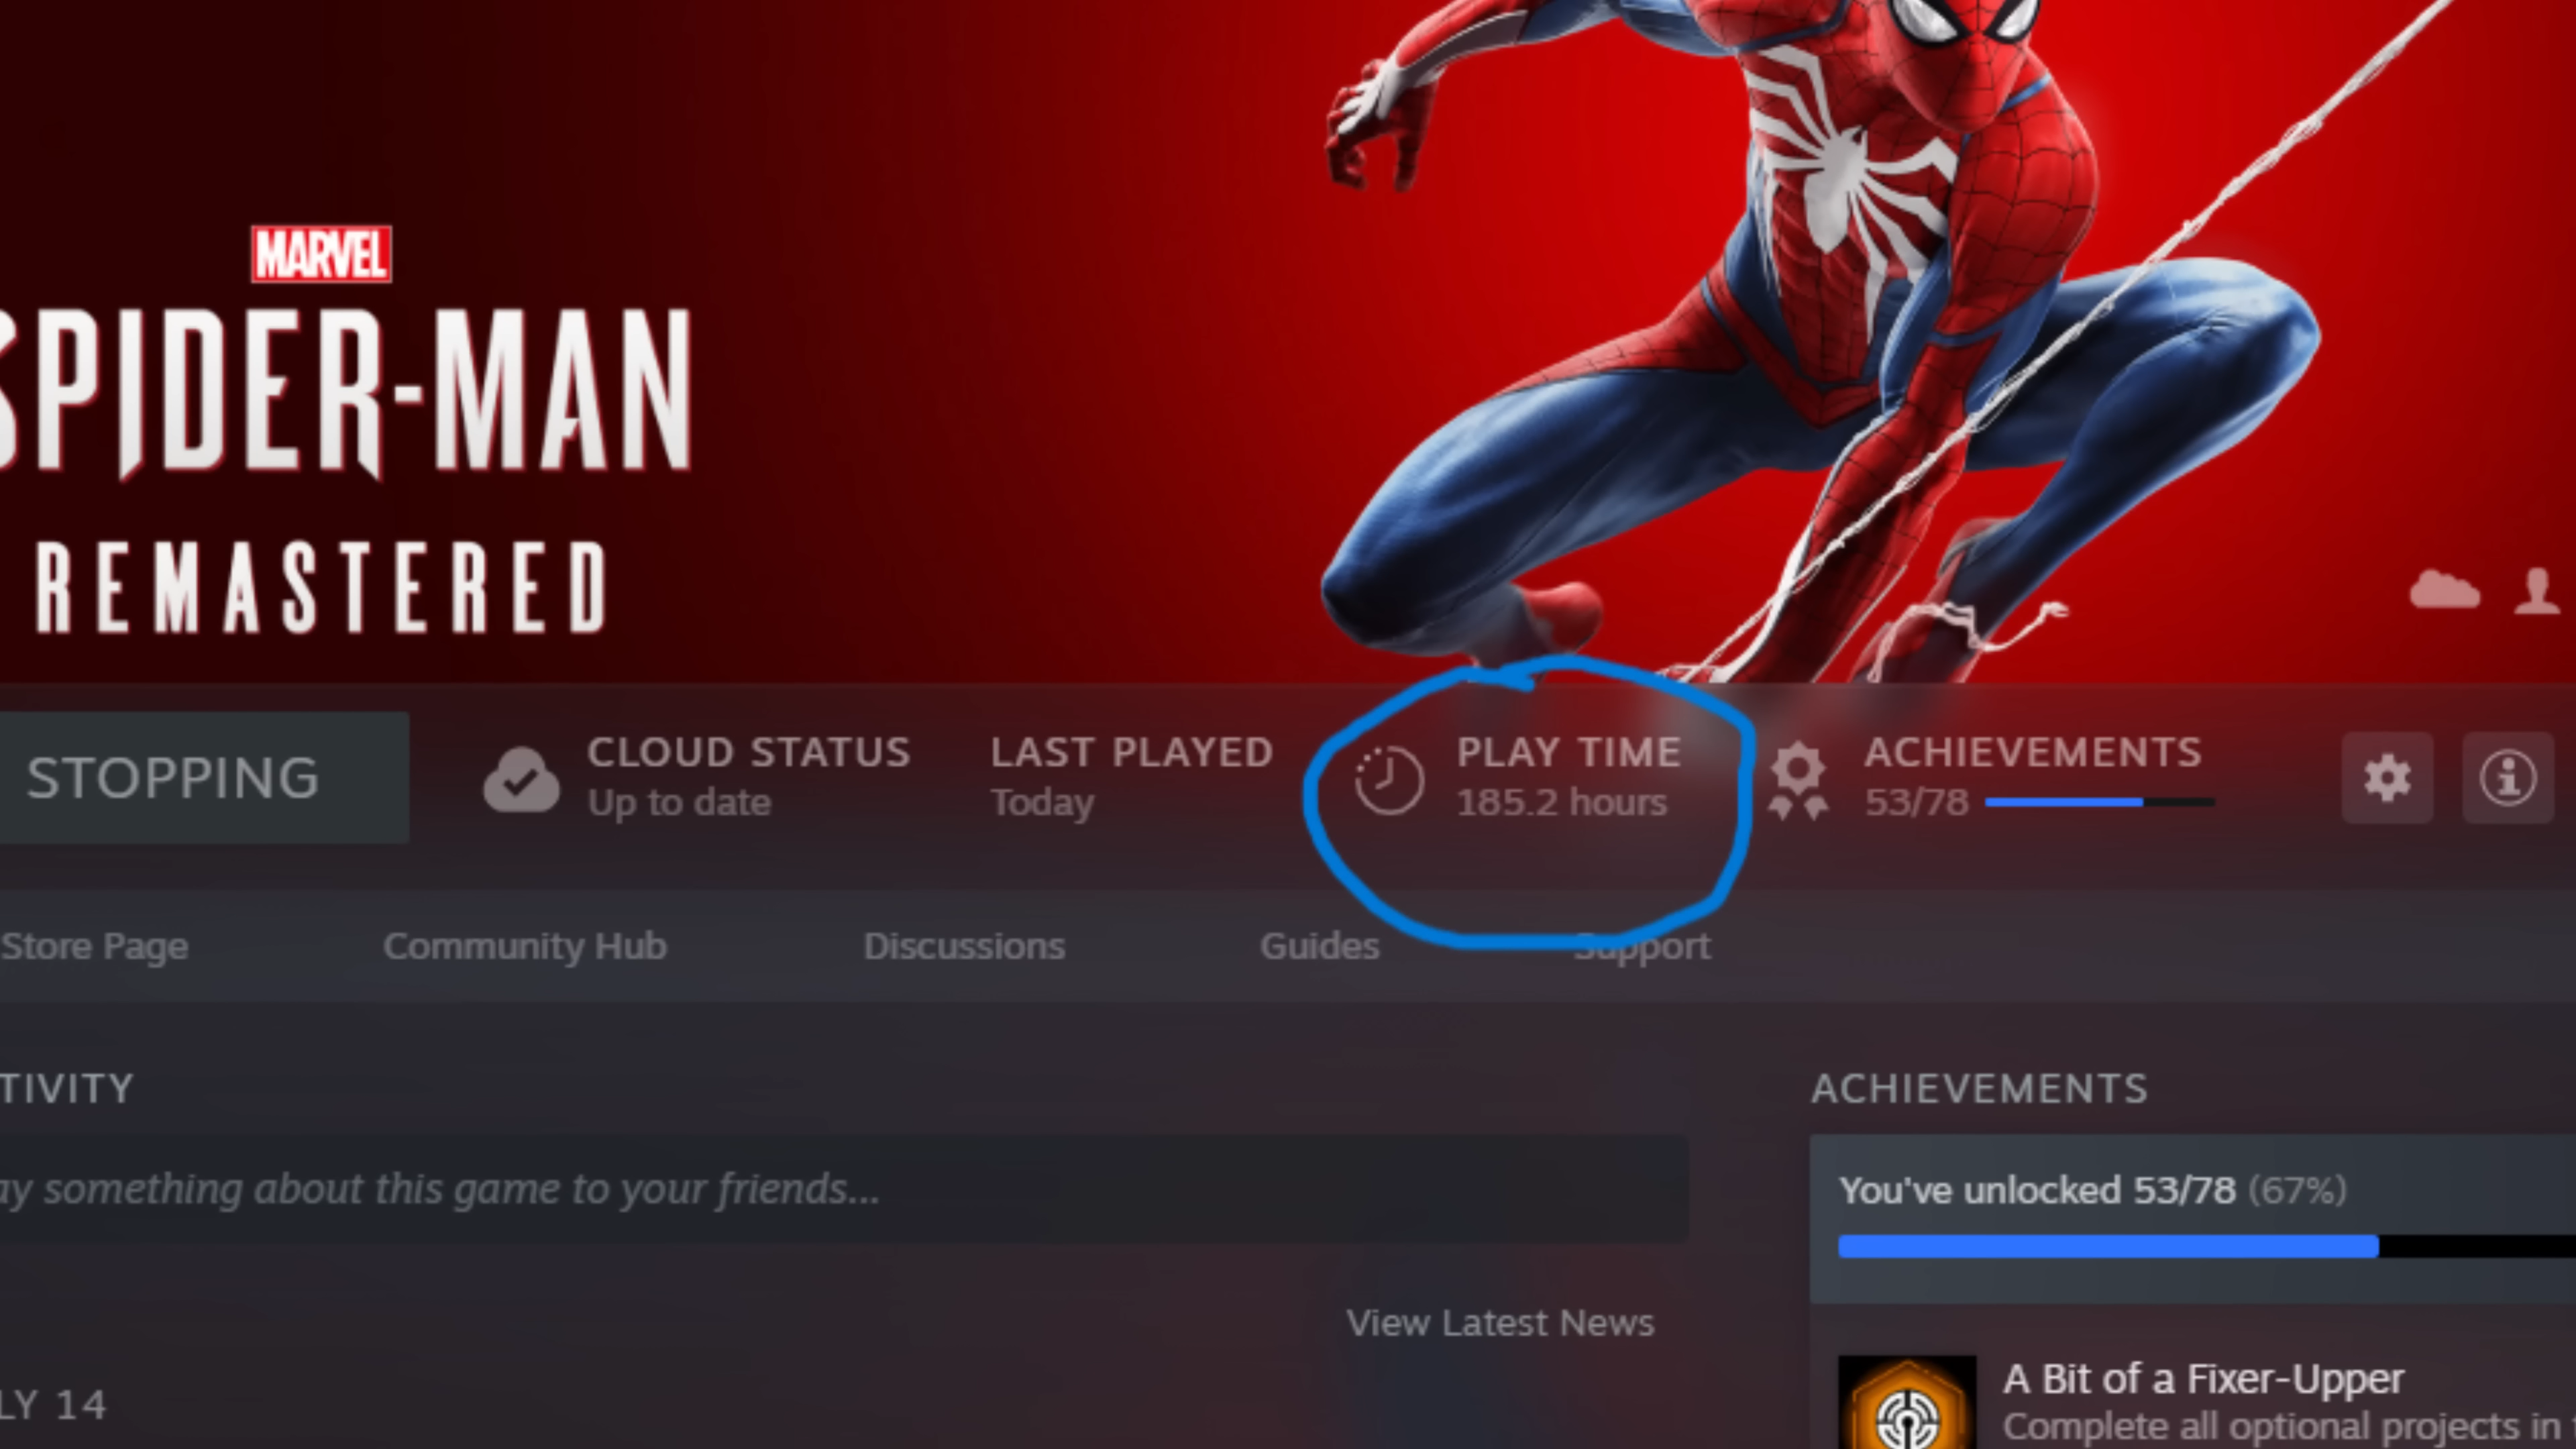 MARVEL
SPIDER-MAN
REMASTERED
STOPPING
CLOUD STATUS
Up to date
LAST PLAYED
Today
PLAY TIME
185.2 hours
ACHIEVEMENTS
53/78
Store Page
Community Hub
Discussions
Guides
Support
TIVITY
ay something about this game to your friends...
View Latest News
LY 14
ACHIEVEMENTS
You've unlocked 53/78 (67%)
A Bit of a Fixer-Upper
Complete all optional projects in